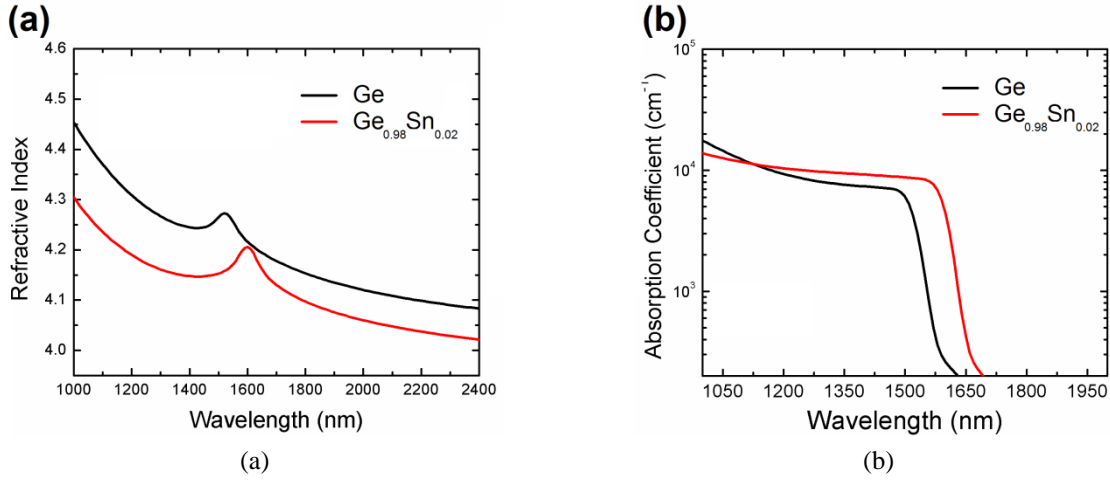 (a)
4.6
4.5
4.4
4.3
4.2
4.1
4.0
Refractive Index
Ge
Ge0.98Sn0.02
1000 1200 1400 1600 1800 2000 2200 2400
Wavelength (nm)
(a)
(b)
10^5
10^4
10^3
Absorption Coefficient (cm^-1)
Ge
Ge0.98Sn0.02
1050 1200 1350 1500 1650 1800 1950
Wavelength (nm)
(b)